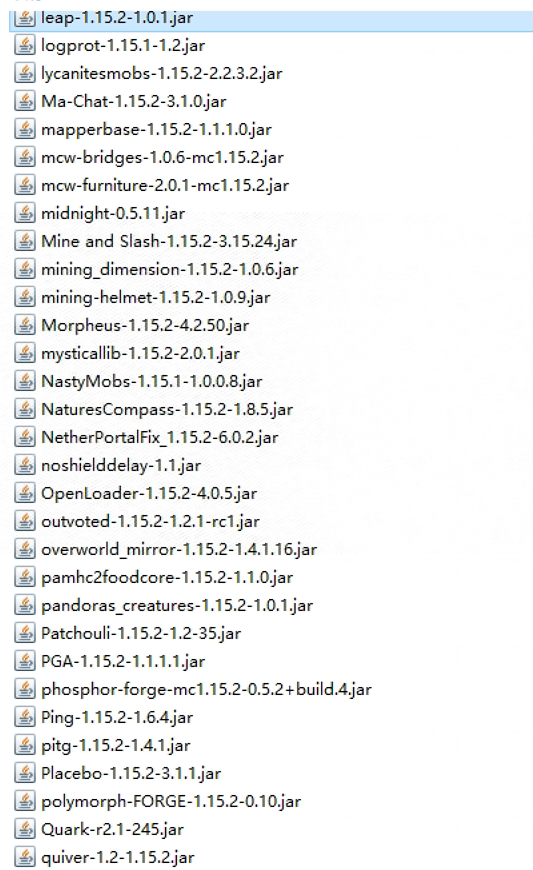 leap-1.15.2-1.0.1.jar
logprot-1.15.1-1.2.jar
lycanitesmobs-1.15.2-2.2.3.2.jar
Ma-Chat-1.15.2-3.1.0.jar
mapperbase-1.15.2-1.1.1.0.jar
mcw-bridges-1.0.6-mc1.15.2.jar
mcw-furniture-2.0.1-mc1.15.2.jar
midnight-0.5.11.jar
Mine and Slash-1.15.2-3.15.24.jar
mining_dimension-1.15.2-1.0.6.jar
mining-helmet-1.15.2-1.0.9.jar
Morpheus-1.15.2-4.2.50.jar
mysticallib-1.15.2-2.0.1.jar
NastyMobs-1.15.1-1.0.0.8.jar
NaturesCompass-1.15.2-1.8.5.jar
NetherPortalFix_1.15.2-6.0.2.jar
noshielddelay-1.1.jar
OpenLoader-1.15.2-4.0.5.jar
outvoted-1.15.2-1.2.1-rc1.jar
overworld_mirror-1.15.2-1.4.1.16.jar
pamhc2foodcore-1.15.2-1.1.0.jar
pandoras_creatures-1.15.2-1.0.1.jar
Patchouli-1.15.2-1.2-35.jar
PGA-1.15.2-1.1.1.1.jar
phosphor-forge-mc1.15.2-0.5.2+build.4.jar
Ping-1.15.2-1.6.4.jar
pitg-1.15.2-1.4.1.jar
Placebo-1.15.2-3.1.1.jar
polymorph-FORGE-1.15.2-0.10.jar
Quark-r2.1-245.jar
quiver-1.2-1.15.2.jar